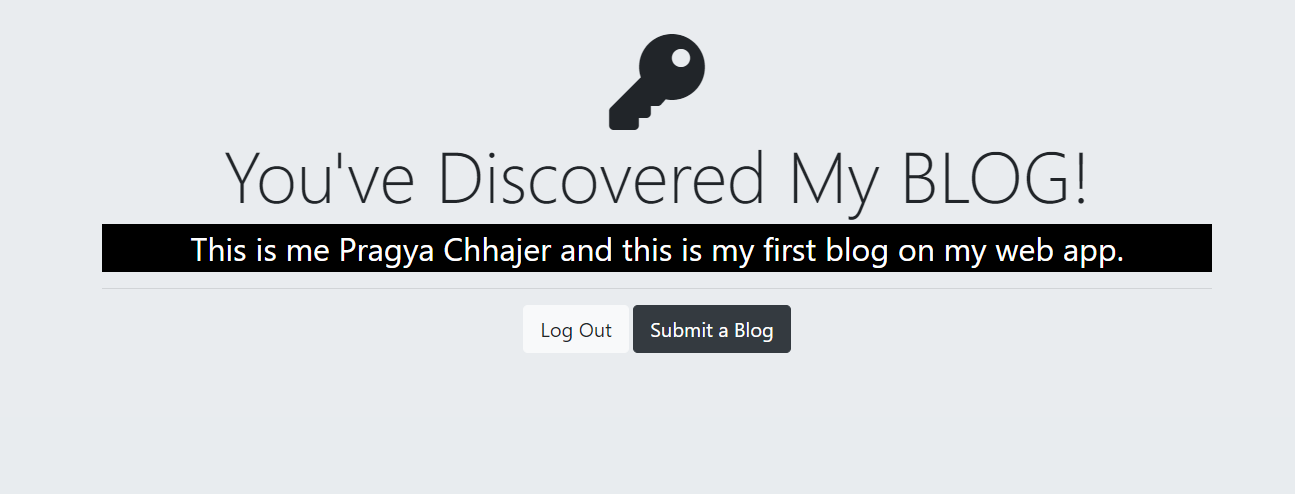 You've Discovered My BLOG!
This is me Pragya Chhajer and this is my first blog on my web app.
Log Out
Submit a Blog